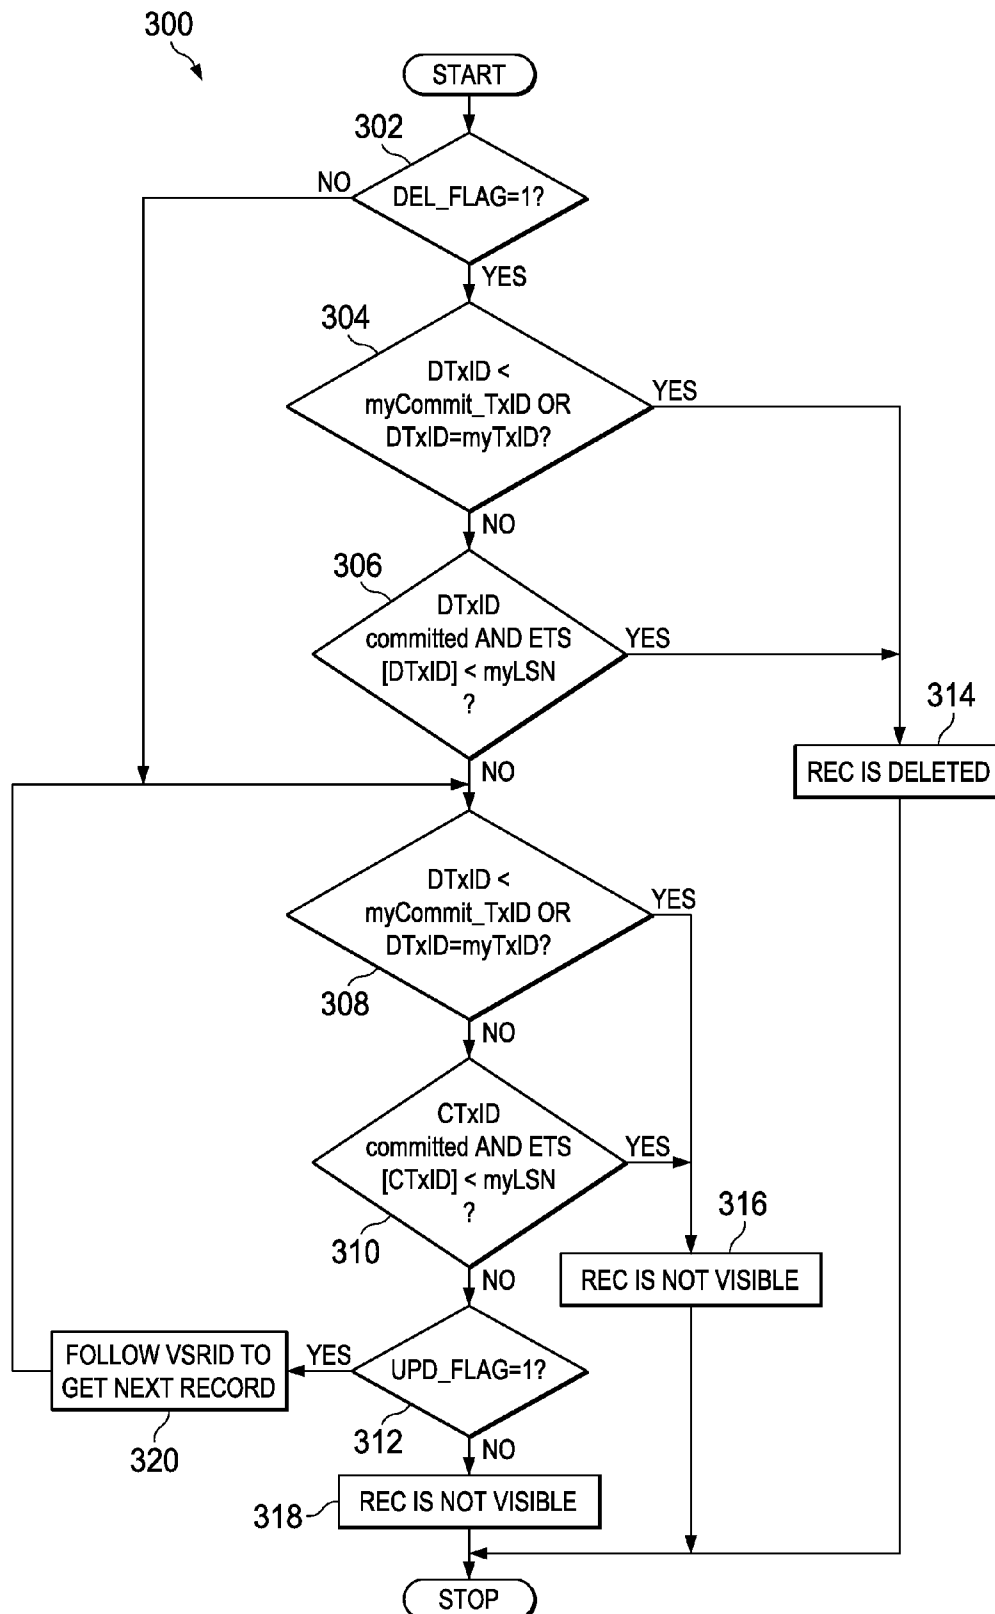 300
START
302
NO
DEL_FLAG=1?
YES
304
DTxID <
myCommit_TxID OR
DTxID=myTxID?
YES
NO
306
DTxID
committed AND ETS
[DTxID] < myLSN
?
YES
314
REC IS DELETED
NO
DTxID <
myCommit_TxID OR
DTxID=myTxID?
YES
308
NO
CTxID
committed AND ETS
[CTxID] < myLSN
?
YES
310
316
REC IS NOT VISIBLE
NO
FOLLOW VSRID TO
GET NEXT RECORD
YES
UPD_FLAG=1?
320
312
NO
318
REC IS NOT VISIBLE
STOP